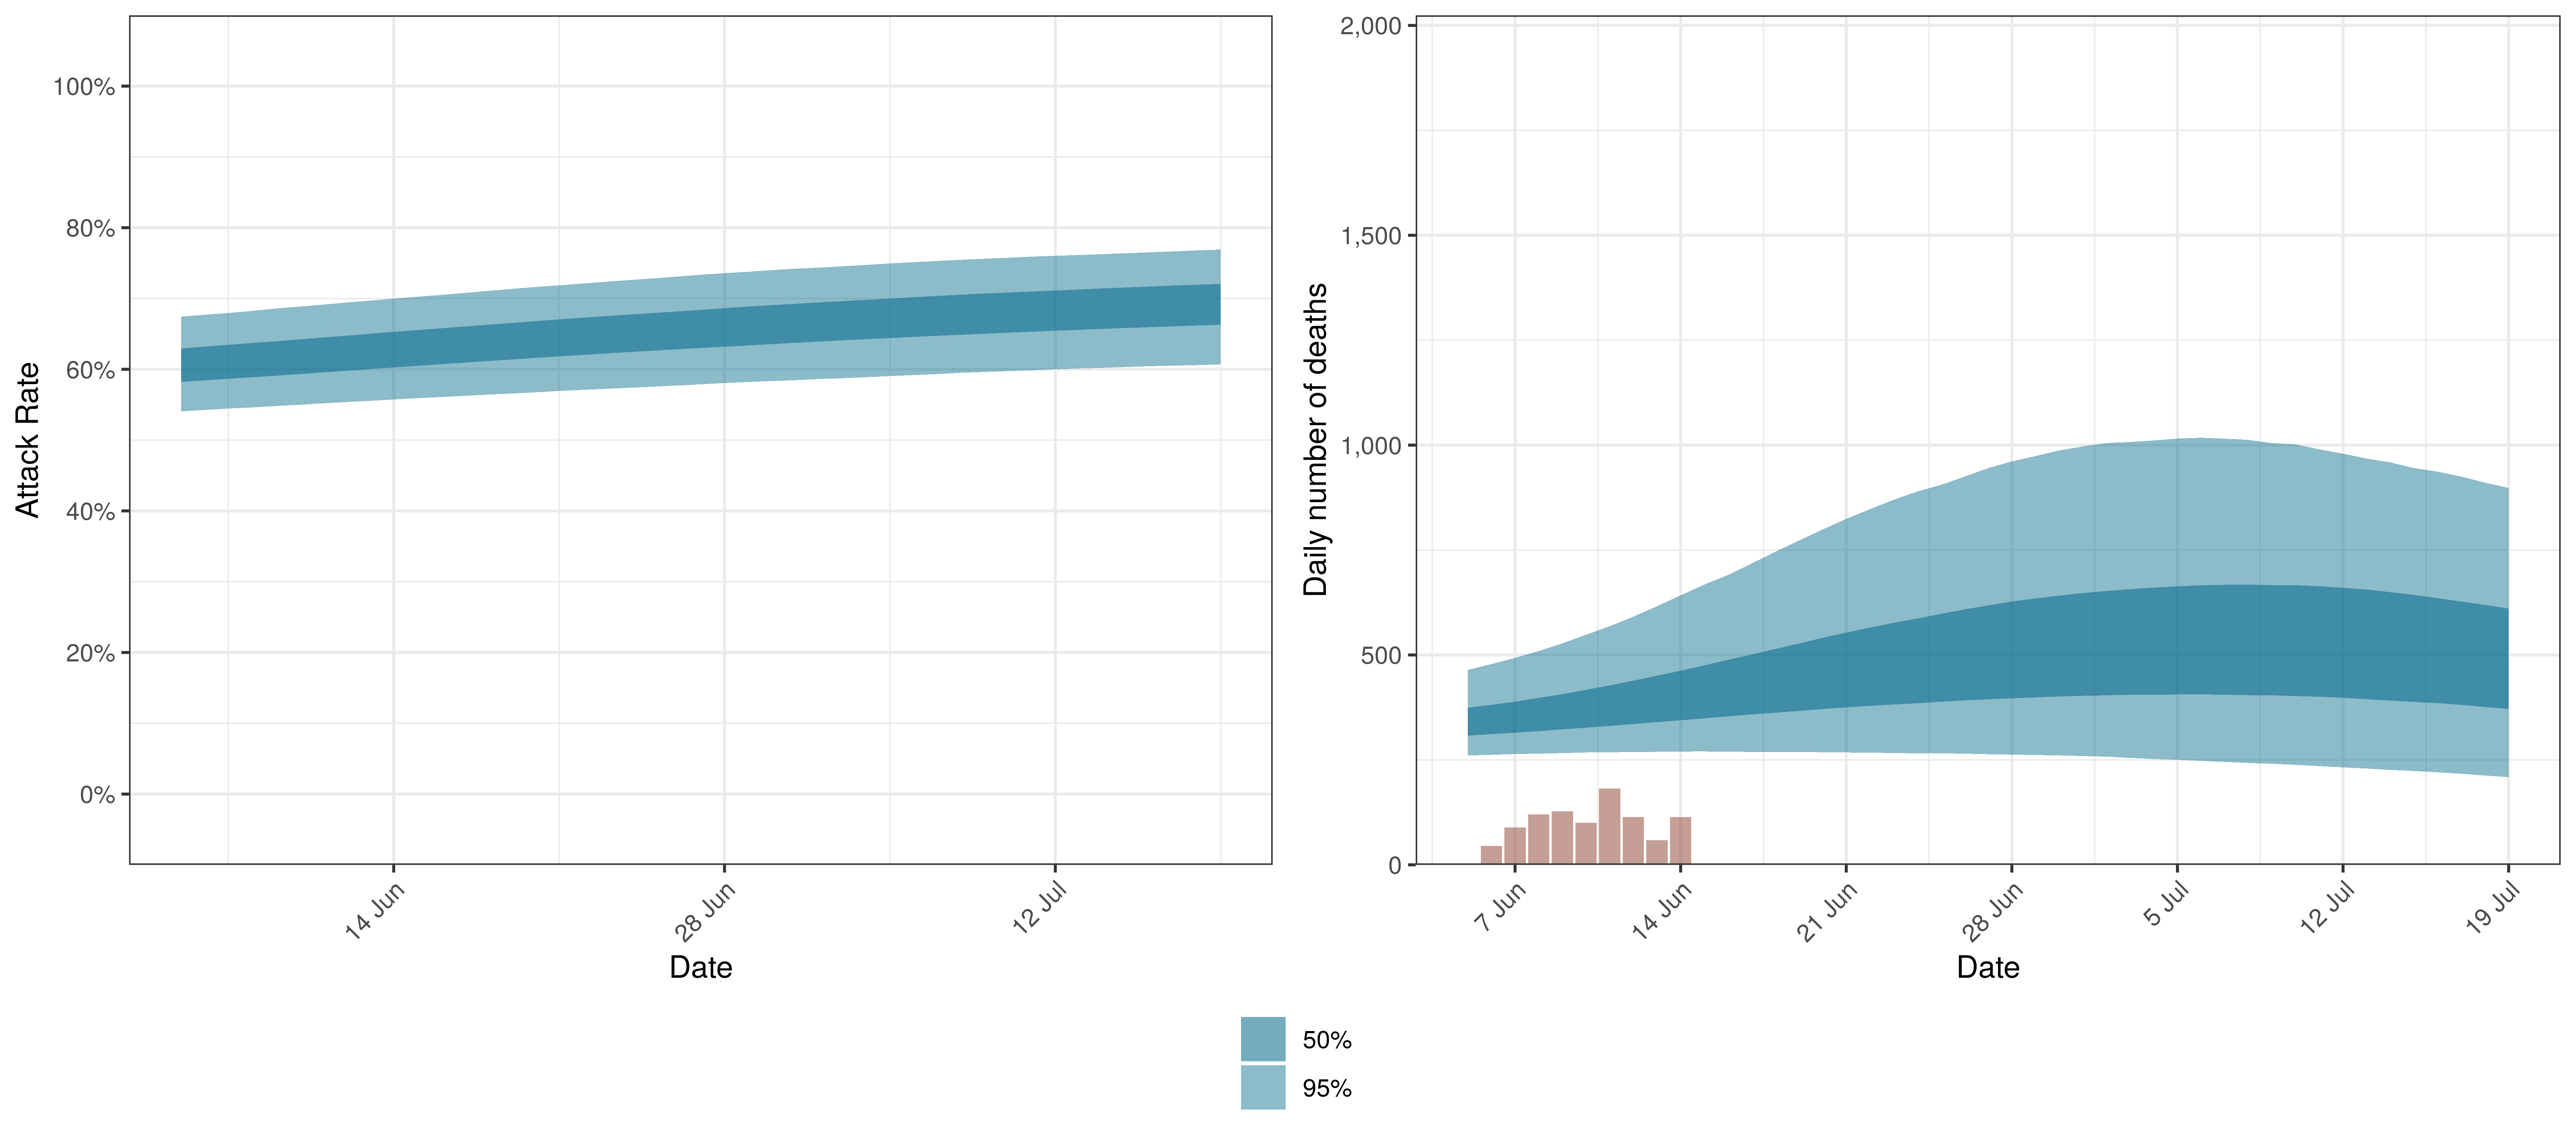 Attack Rate
100%
80%
60%
40%
20%
0%
14 Jun
28 Jun
12 Jul
Date
Daily number of deaths
2,000
1,500
1,000
500
0
7 Jun
14 Jun
21 Jun
28 Jun
5 Jul
12 Jul
19 Jul
Date
50%
95%